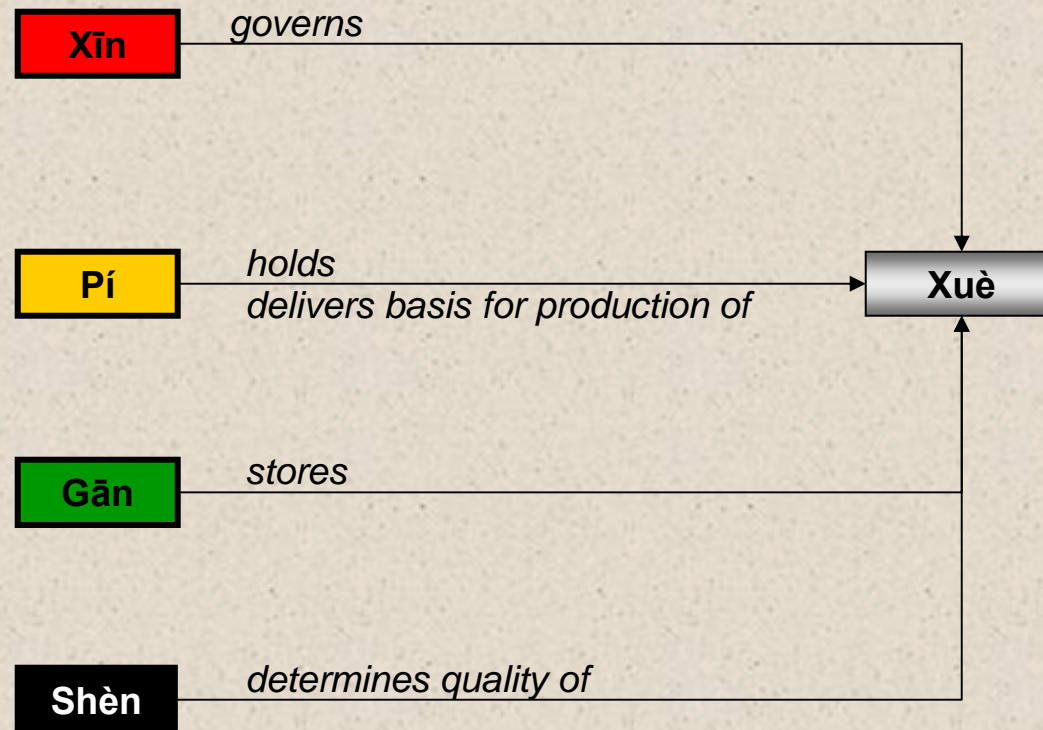 Xīn
governs
Pí
holds
delivers basis for production of
Xuè
Gān
stores
Shèn
determines quality of